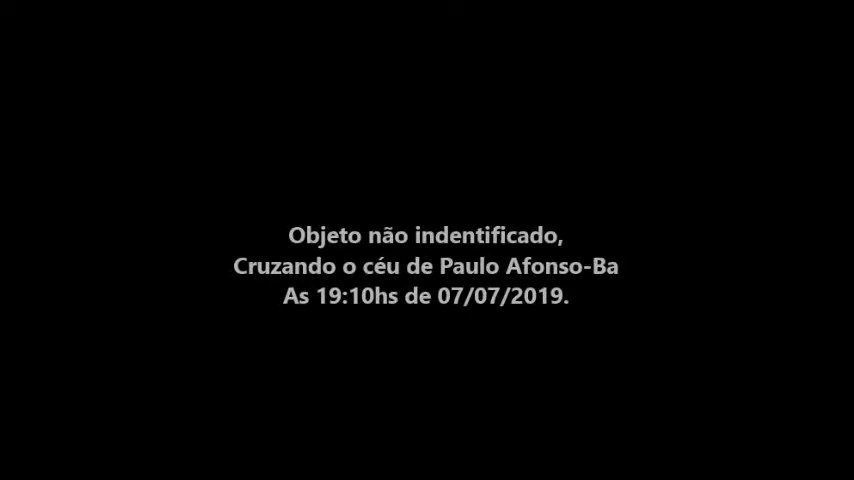 Objeto não indentificado,
Cruzando o céu de Paulo Afonso-Ba
As 19:10hs de 07/07/2019.